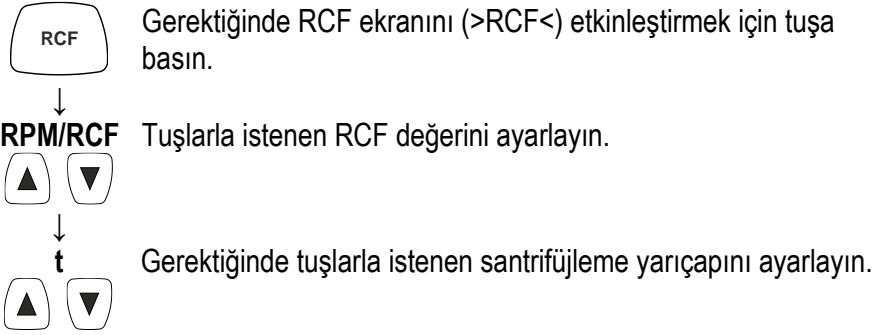 RCF
Gerektiğinde RCF ekranını (>RCF<) etkinleştirmek için tuşa
basın.
↓
RPM/RCF Tuşlarla istenen RCF değerini ayarlayın.
▲ ▼
↓
t Gerektiğinde tuşlarla istenen santrifüjleme yarıçapını ayarlayın.
▲ ▼